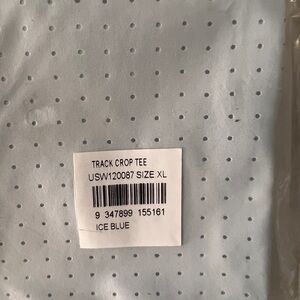 TRACK CROP TEE
USW120087 SIZE XL
9 347899 155161
ICE BLUE